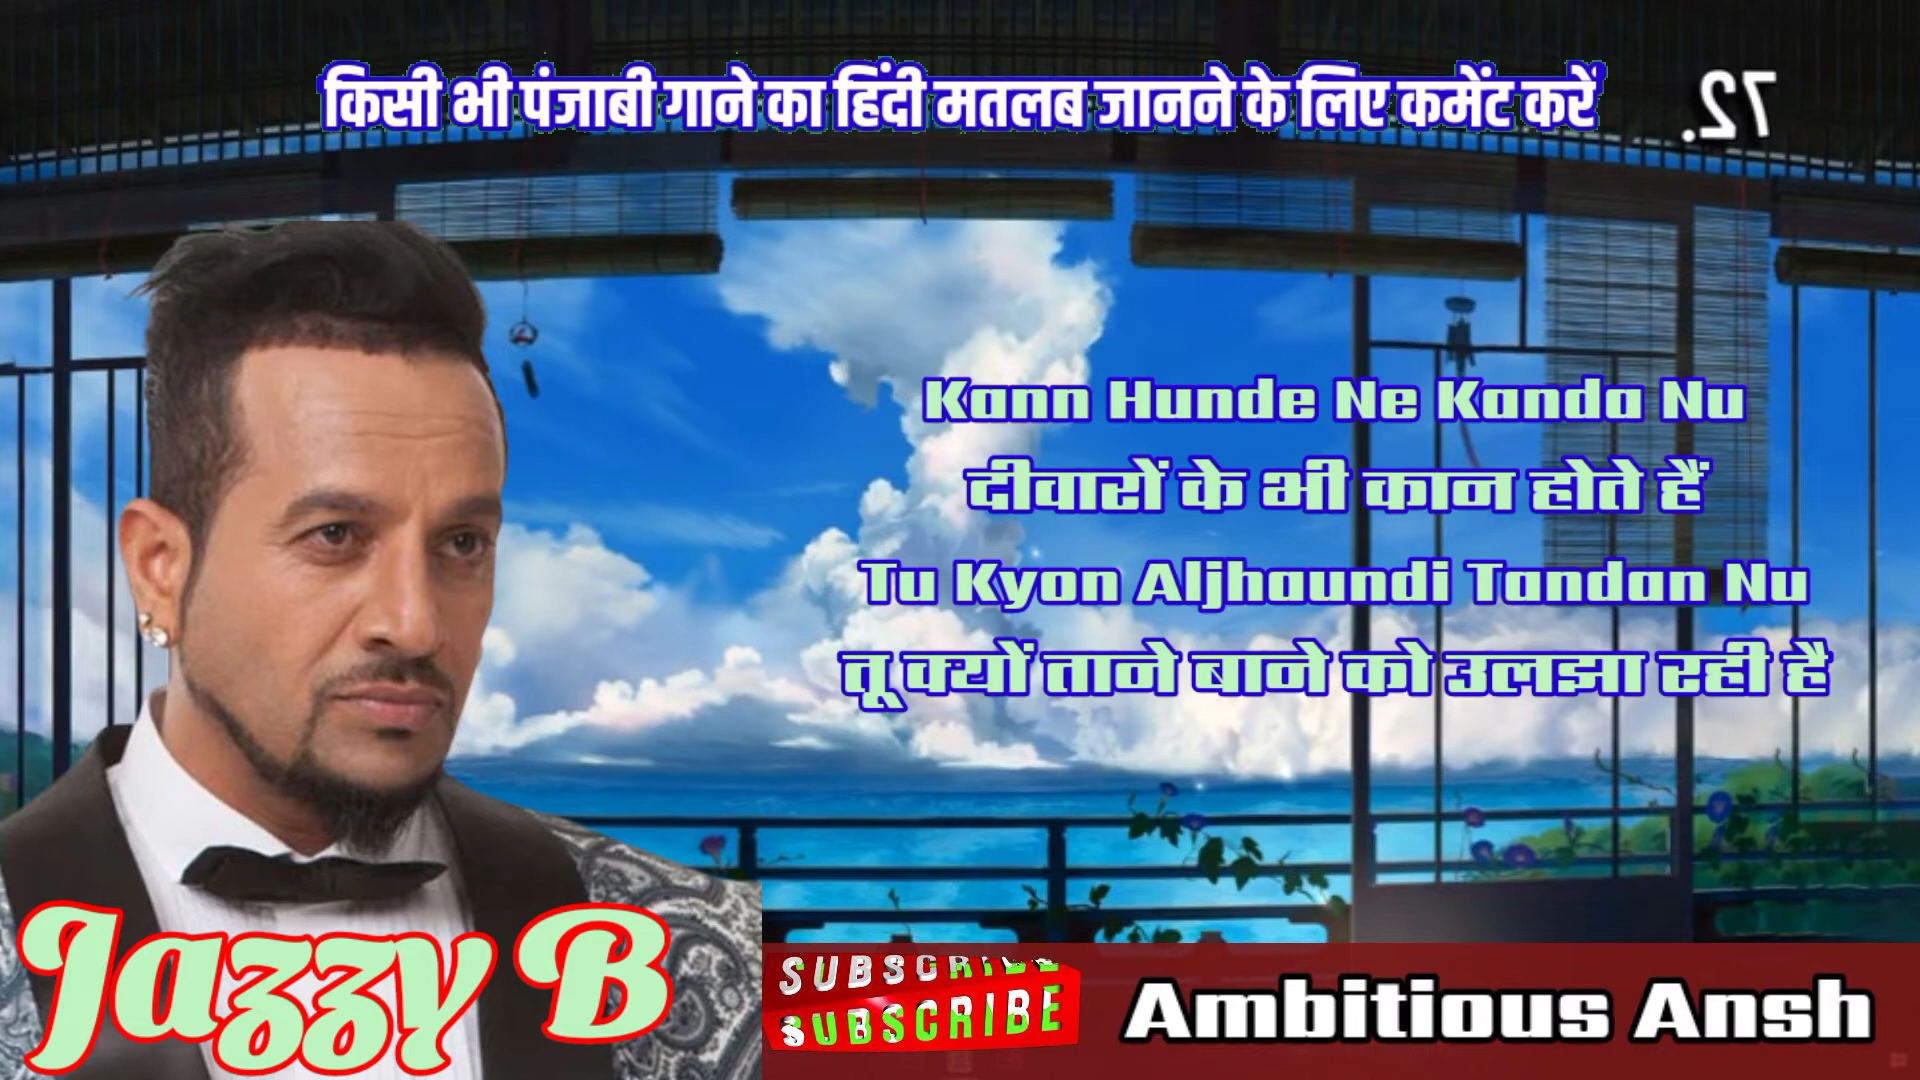 किसी भी पंजाबी गाने का हिंदी मतलब जानने के लिए कमेंट करें
72.
Kann Hunde Ne Kanda Nu
दीवारों के भी कान होते हैं
Tu Kyon Aljhaundi Tandan Nu
तू क्यों ताने बाने को उलझा रही है
Jazzy B
SUBSCRIBE
SUBSCRIBE
Ambitious Ansh